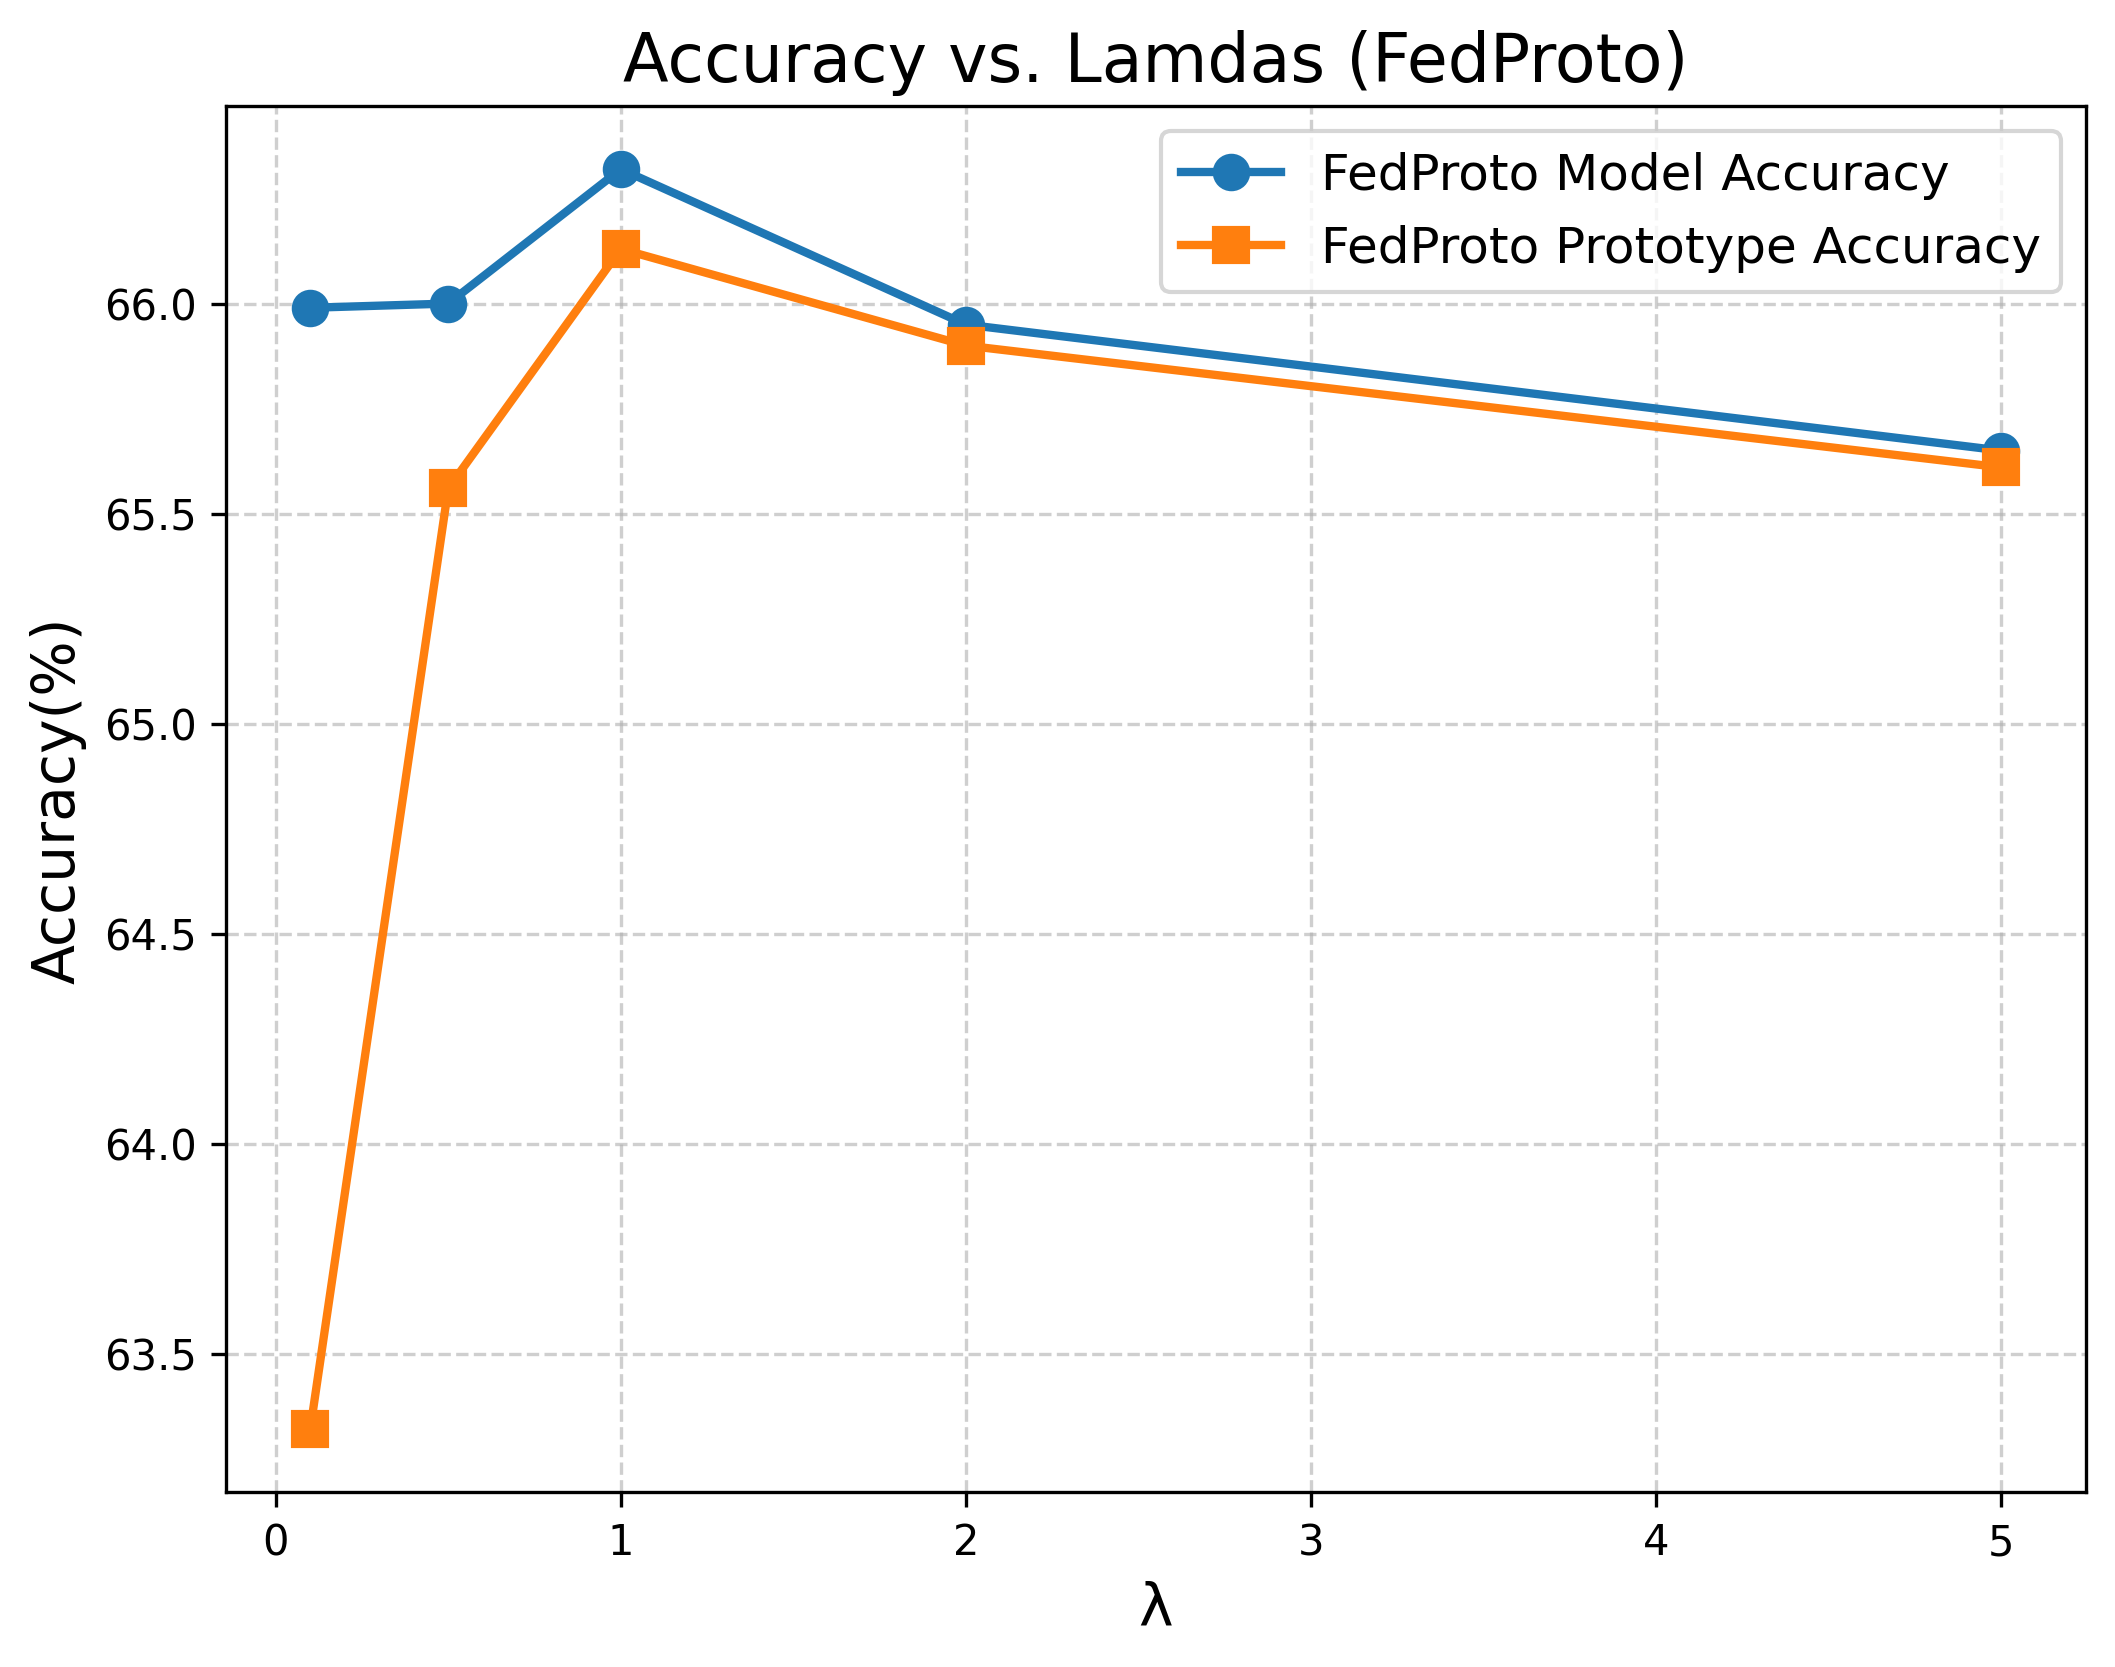 Accuracy vs. Lamdas (FedProto)
FedProto Model Accuracy
FedProto Prototype Accuracy
Accuracy(%)
66.0
65.5
65.0
64.5
64.0
63.5
0 1 2 3 4 5
λ